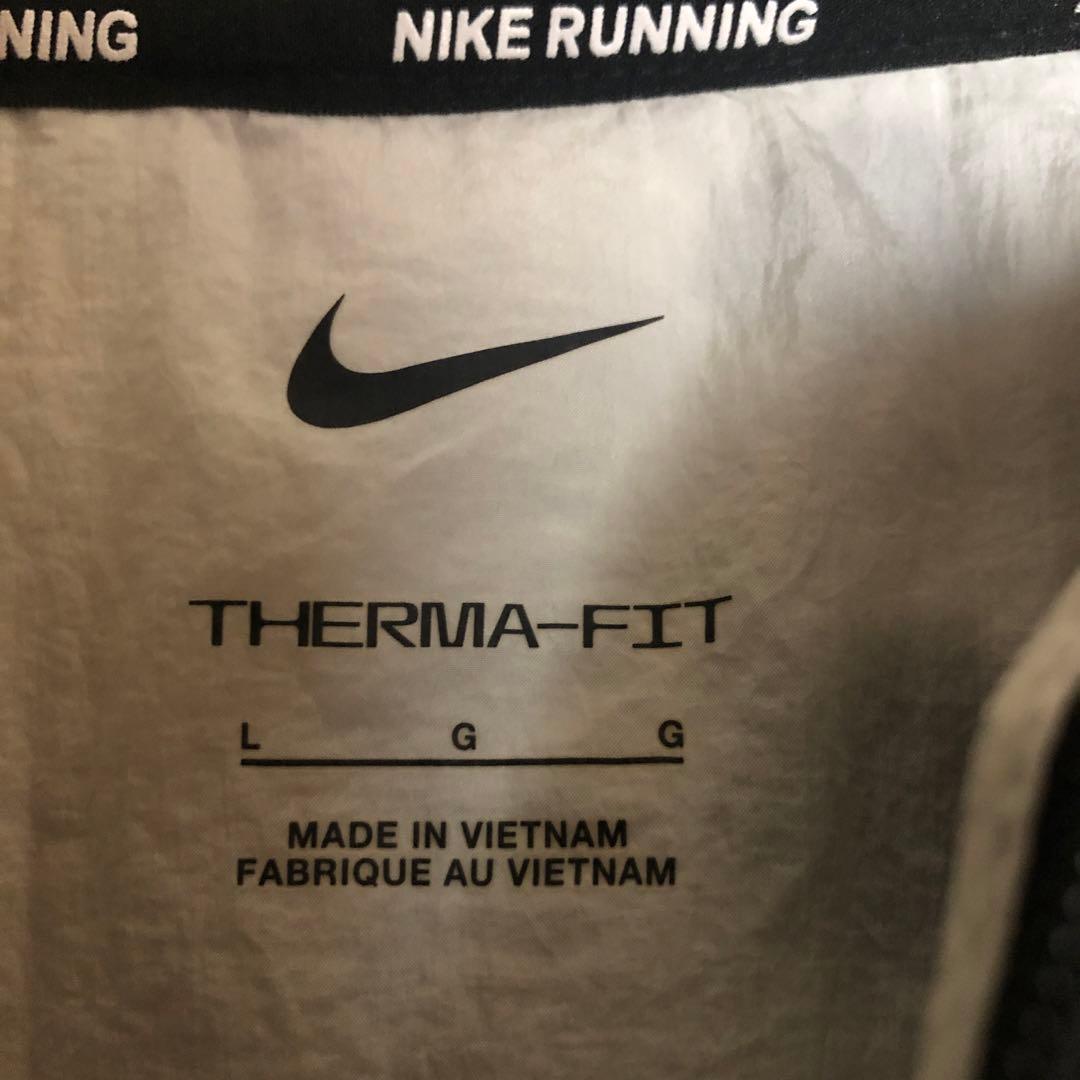 NING NIKE RUNNING
THERMA-FIT
L G G
MADE IN VIETNAM
FABRIQUE AU VIETNAM